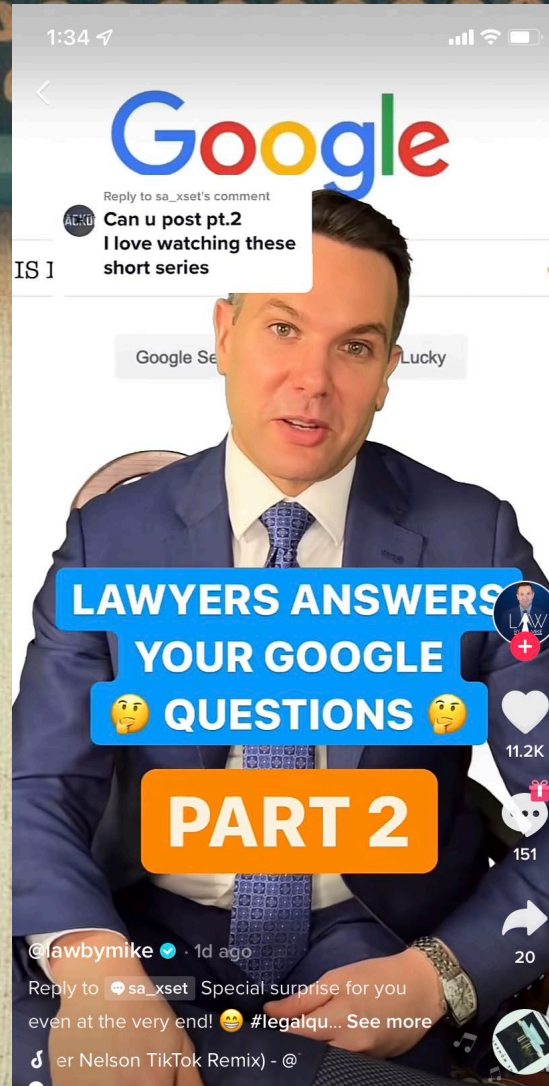 1:34
Google
Reply to sa_xset's comment
Can u post pt.2
I love watching these
short series
IS I
Google Se
Lucky
LAWYERS ANSWERS
YOUR GOOGLE
🤔 QUESTIONS 🤔
PART 2
LAW
11.2K
151
20
@lawbymike · 1d ago
Reply to sa_xset Special surprise for you
even at the very end! 😁 #legalqu... See more
er Nelson TikTok Remix) - @